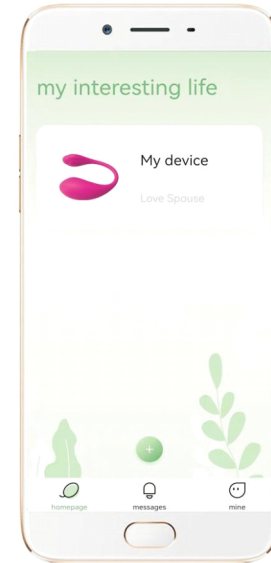 my interesting life
My device
Love Spouse
homepage
messages
mine